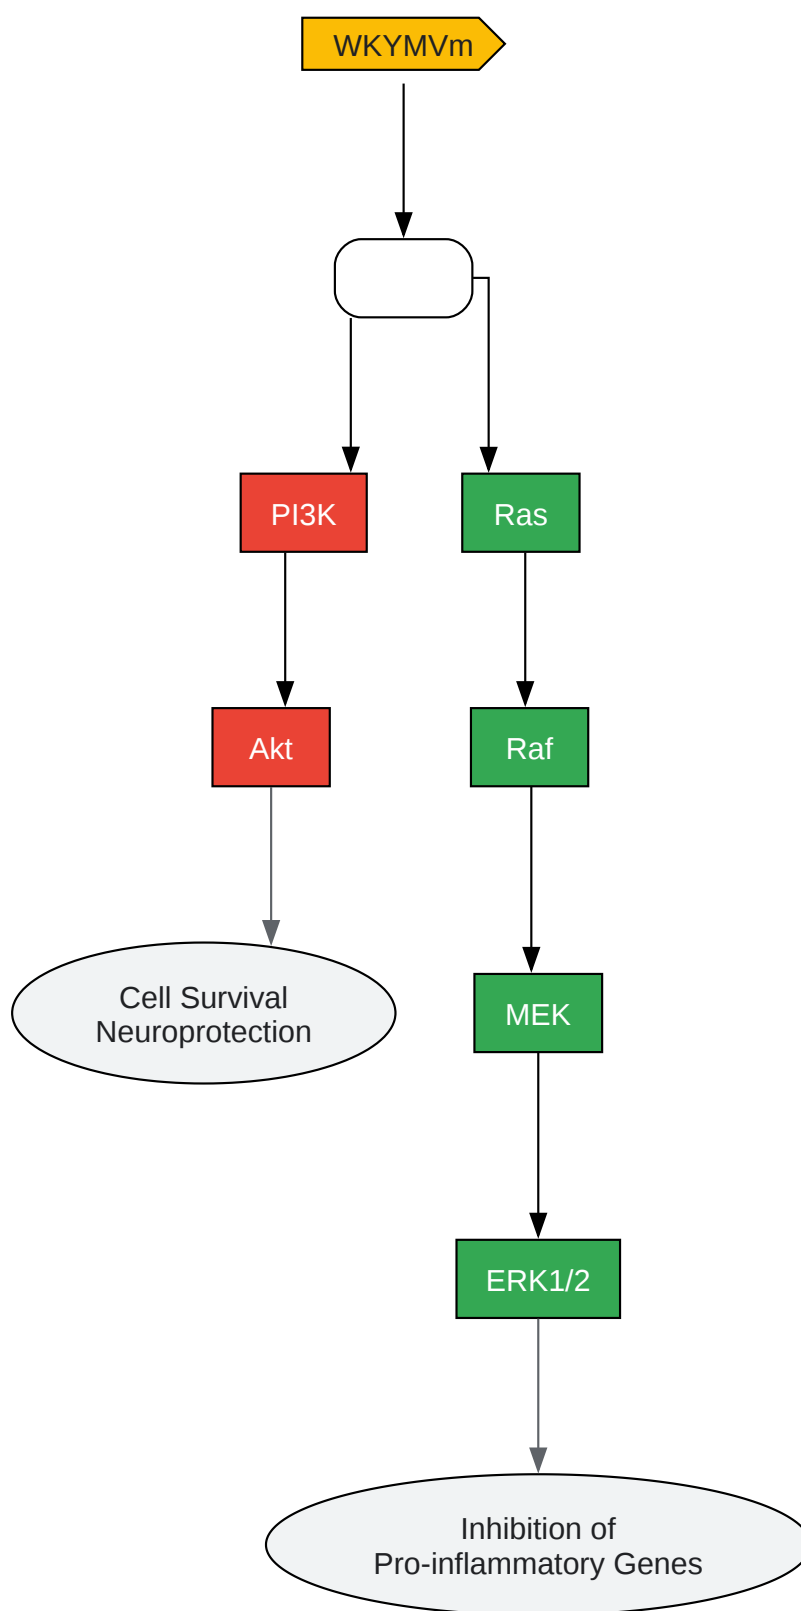 WKYMVm
PI3K
Ras
Akt
Raf
Cell Survival
Neuroprotection
MEK
ERK1/2
Inhibition of
Pro-inflammatory Genes